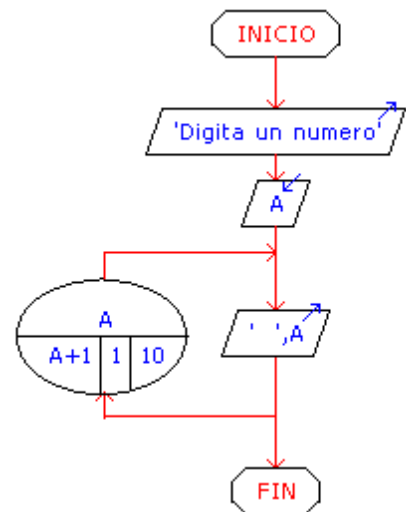 INICIO
'Digita un numero'
A
A
A+1 1 10
' ',A
FIN